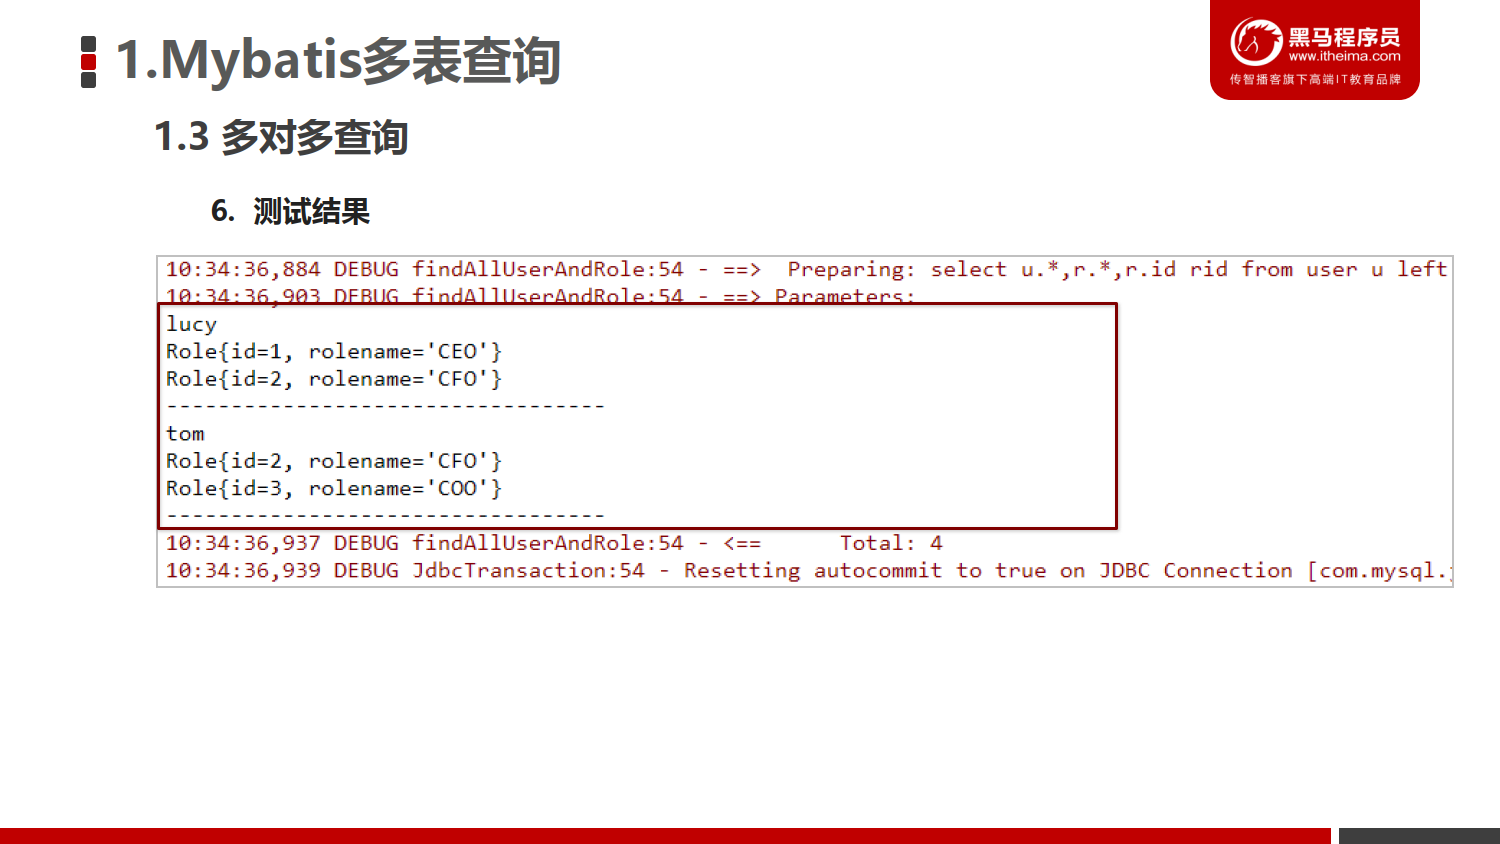 1.Mybatis多表查询
黑马程序员
www.itheima.com
传智播客旗下高端IT教育品牌
1.3 多对多查询
6. 测试结果
10:34:36,884 DEBUG findAllUserAndRole:54 - ==>  Preparing: select u.*,r.*,r.id rid from user u left
10:34:36,903 DEBUG findAllUserAndRole:54 - ==> Parameters:
lucy
Role{id=1, rolename='CEO'}
Role{id=2, rolename='CFO'}
----------------------------------
tom
Role{id=2, rolename='CFO'}
Role{id=3, rolename='COO'}
----------------------------------
10:34:36,937 DEBUG findAllUserAndRole:54 - <==      Total: 4
10:34:36,939 DEBUG JdbcTransaction:54 - Resetting autocommit to true on JDBC Connection [com.mysql.